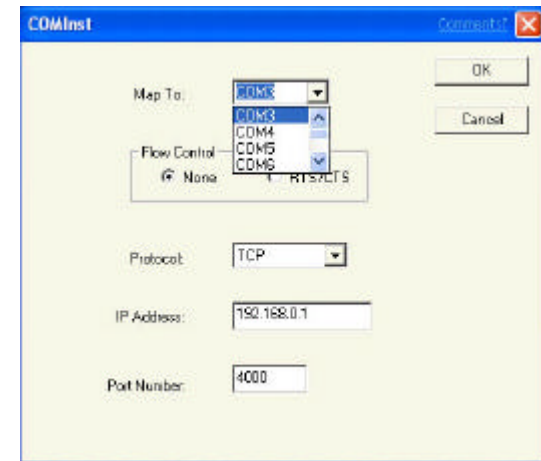 COMInst
Comments?
OK
Map To:
COM3
Cancel
COM3
COM4
COM5
COM6
Flow Control
None
RTS/CTS
Protocol:
TCP
IP Address:
192.168.0.1
Port Number:
4000